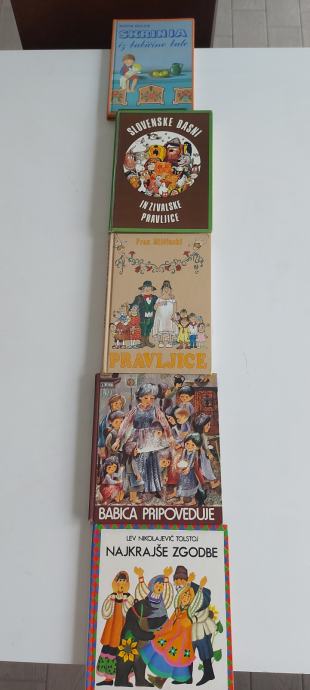 SKRINJA
iz babičine bale
SLOVENSKE BASNI
IN ŽIVALSKE
PRAVLJICE
Fran Milčinski
PRAVLJICE
BABICA PRIPOVEDUJE
LEV NIKOLAJEVIČ TOLSTOJ
NAJKRAJŠE ZGODBE